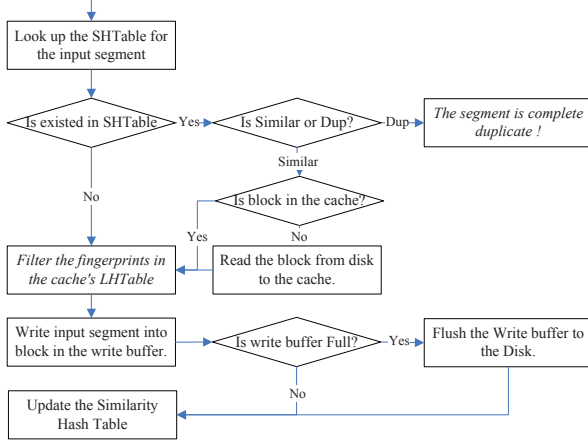 Look up the SHTable for
the input segment
Is existed in SHTable
Yes
Is Similar or Dup?
Dup
The segment is complete
duplicate !
Similar
No
Is block in the cache?
Yes
No
Filter the fingerprints in
the cache's LHTable
Read the block from disk
to the cache.
Write input segment into
block in the write buffer.
Is write buffer Full?
Yes
Flush the Write buffer to
the Disk.
No
Update the Similarity
Hash Table